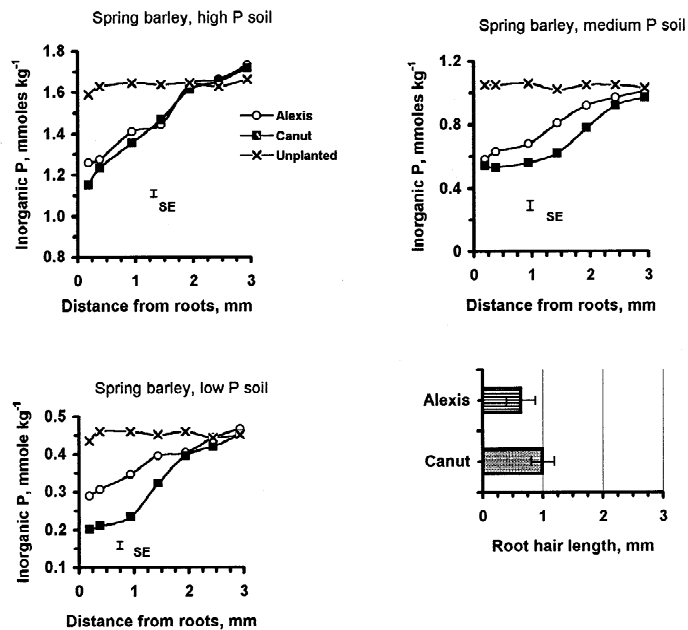 Spring barley, high P soil
Inorganic P, mmoles kg-1
1.8
1.6
1.4
1.2
1.0
0.8
0
1
2
3
Distance from roots, mm
Alexis
Canut
Unplanted
SE
Spring barley, medium P soil
Inorganic P, mmoles kg-1
1.2
0.8
0.4
0
0
1
2
3
Distance from roots, mm
SE
Spring barley, low P soil
Inorganic P, mmole kg-1
0.5
0.4
0.3
0.2
0.1
0
1
2
3
Distance from roots, mm
SE
Alexis
Canut
0
1
2
3
Root hair length, mm